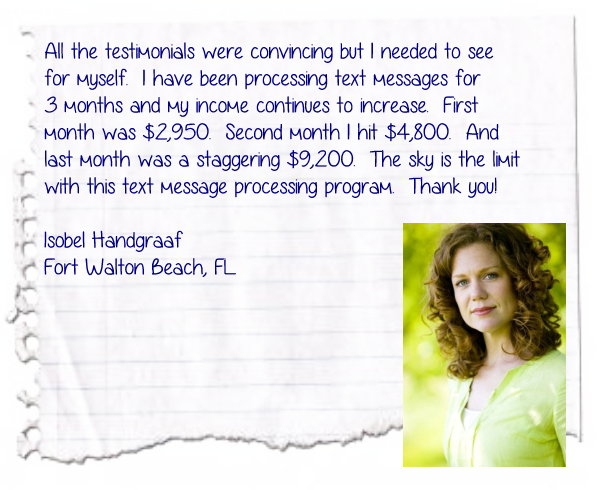 All the testimonials were convincing but I needed to see
for myself. I have been processing text messages for
3 months and my income continues to increase. First
month was $2,950. Second month I hit $4,800. And
last month was a staggering $9,200. The sky is the limit
with this text message processing program. Thank you!
Isobel Handgraaf
Fort Walton Beach, FL